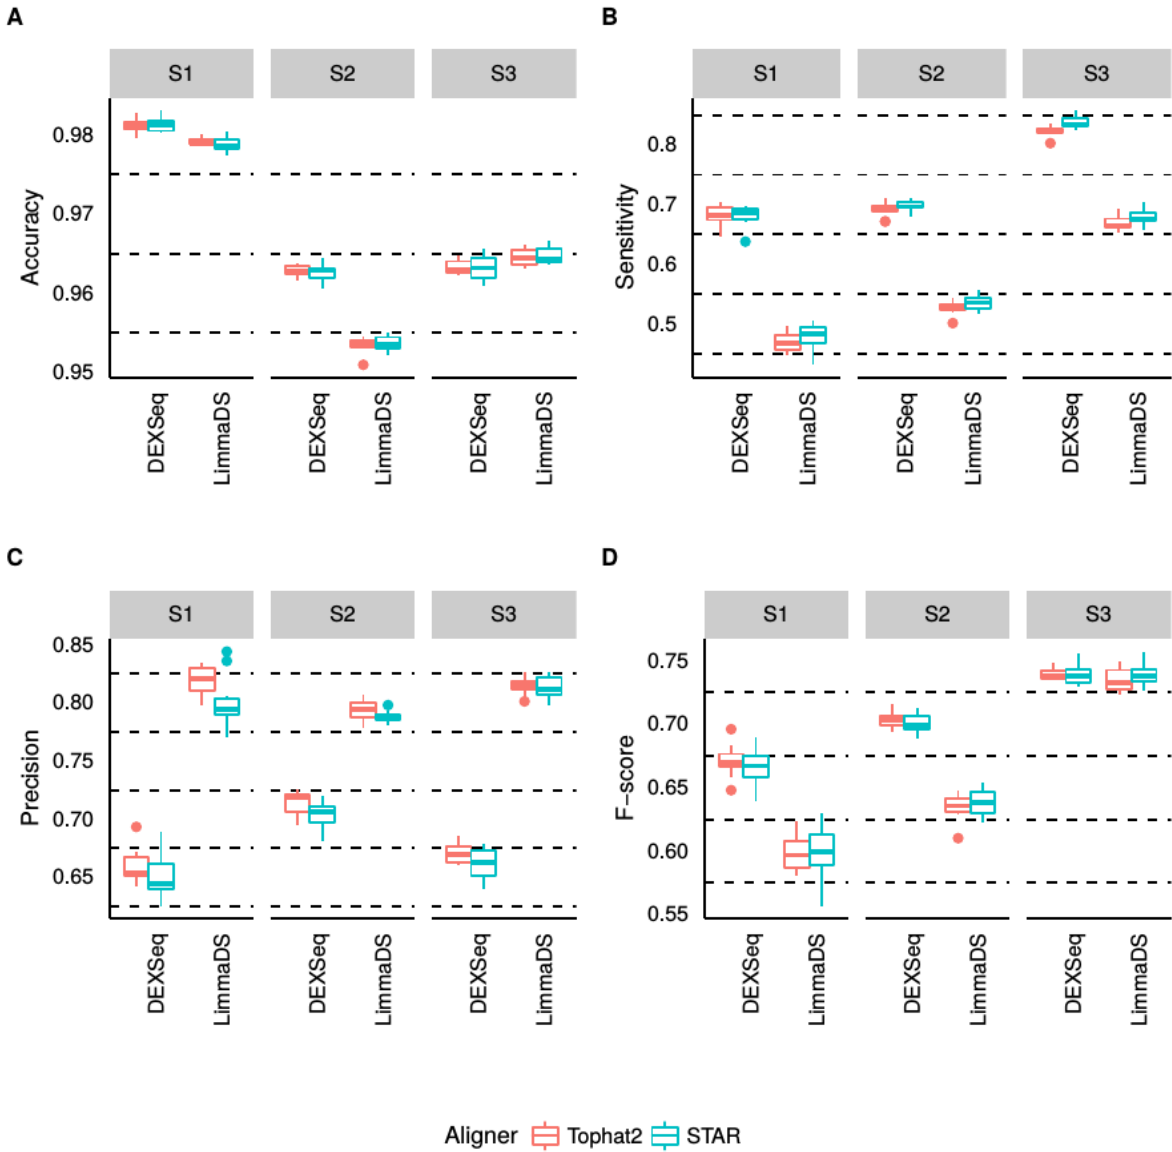 A
S1 S2 S3
Accuracy
0.98
0.97
0.96
0.95
DEXSeq LimmaDS DEXSeq LimmaDS DEXSeq LimmaDS
B
S1 S2 S3
Sensitivity
0.8
0.7
0.6
0.5
DEXSeq LimmaDS DEXSeq LimmaDS DEXSeq LimmaDS
C
S1 S2 S3
Precision
0.85
0.80
0.75
0.70
0.65
DEXSeq LimmaDS DEXSeq LimmaDS DEXSeq LimmaDS
D
S1 S2 S3
F−score
0.75
0.70
0.65
0.60
0.55
DEXSeq LimmaDS DEXSeq LimmaDS DEXSeq LimmaDS
Aligner Tophat2 STAR